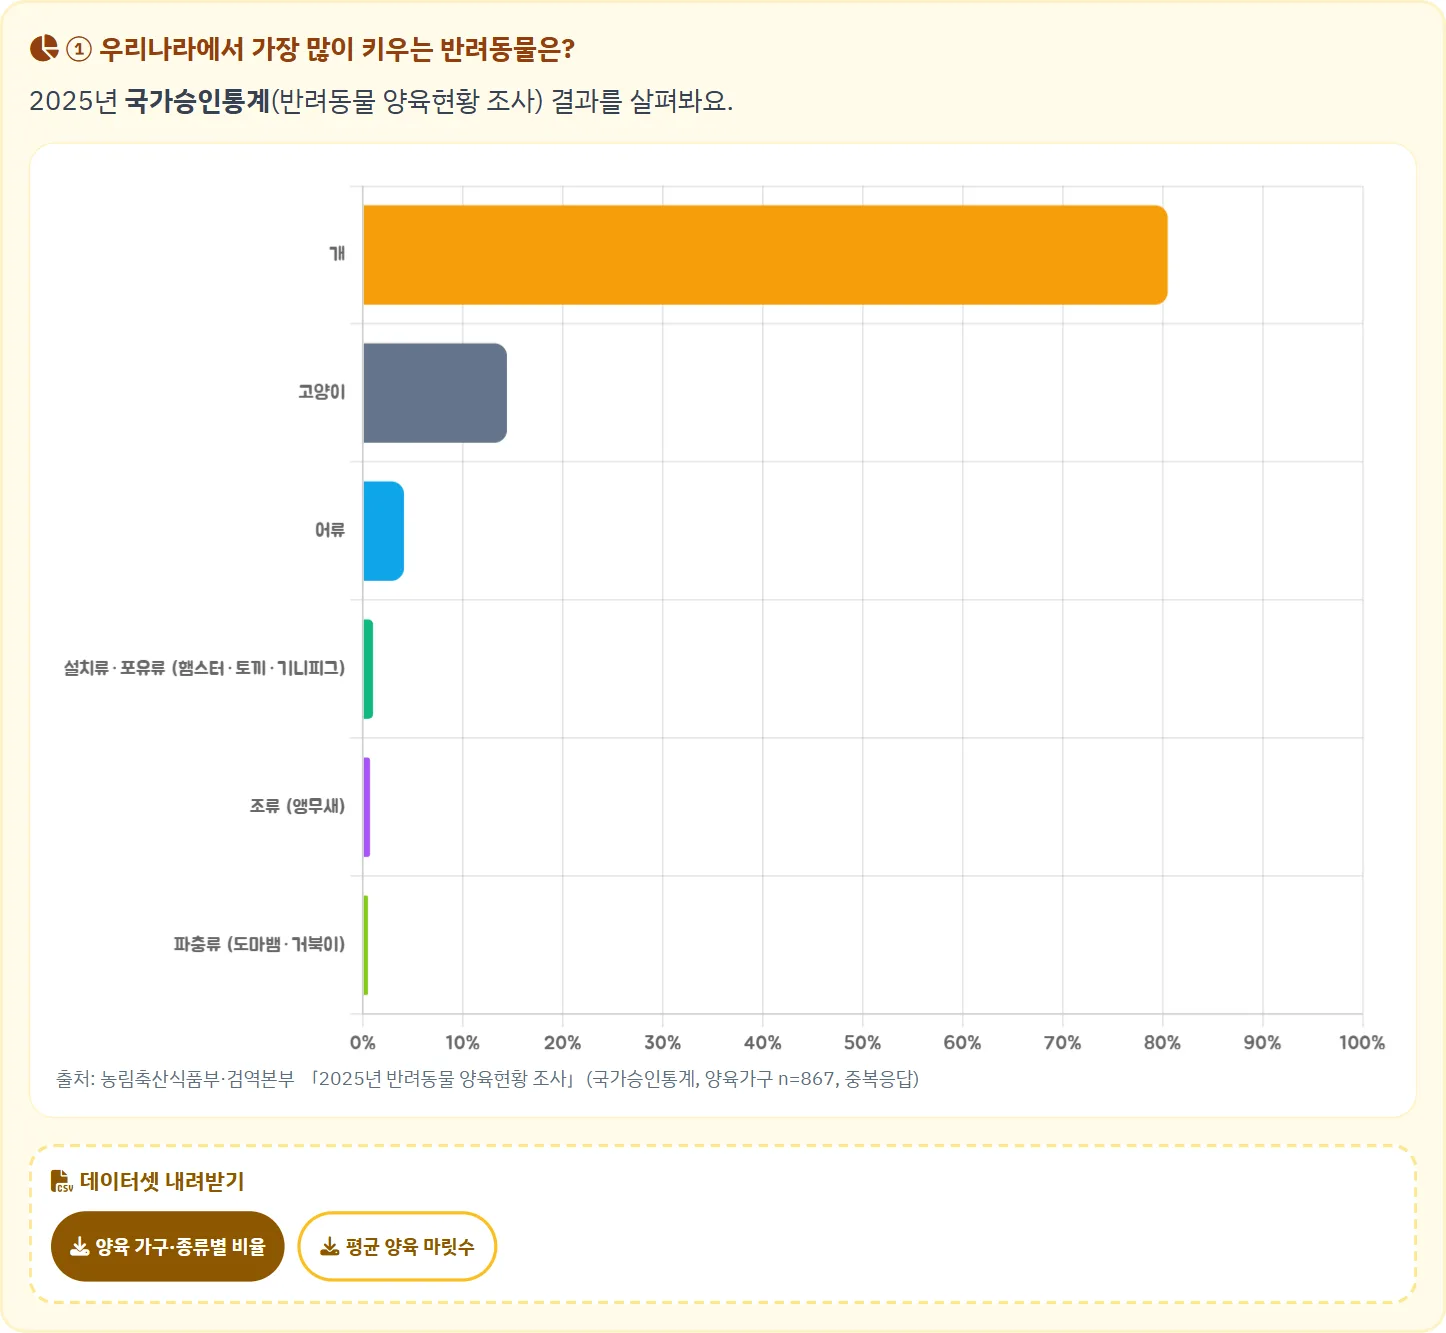 ① 우리나라에서 가장 많이 키우는 반려동물은?
2025년 국가승인통계(반려동물 양육현황 조사) 결과를 살펴봐요.
개
고양이
어류
설치류·포유류 (햄스터·토끼·기니피그)
조류 (앵무새)
파충류 (도마뱀·거북이)
0% 10% 20% 30% 40% 50% 60% 70% 80% 90% 100%
출처: 농림축산식품부·검역본부 「2025년 반려동물 양육현황 조사」 (국가승인통계, 양육가구 n=867, 중복응답)
CSV 데이터셋 내려받기
양육 가구·종류별 비율 평균 양육 마릿수